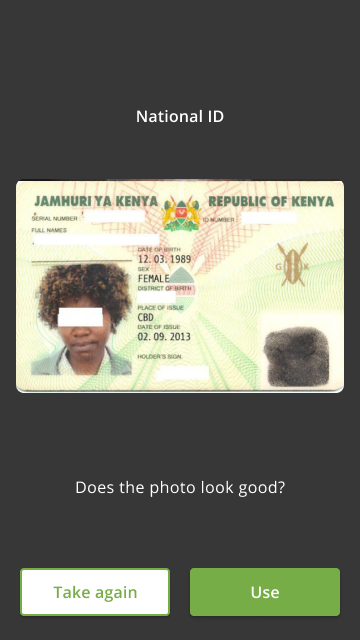 National ID
JAMHURI YA KENYA REPUBLIC OF KENYA
SERIAL NUMBER: ID NUMBER:
FULL NAMES
DATE OF BIRTH
12. 03. 1989
SEX
FEMALE
DISTRICT OF BIRTH
G K
PLACE OF ISSUE
CBD
DATE OF ISSUE
02. 09. 2013
HOLDER'S SIGN.
Does the photo look good?
Take again Use